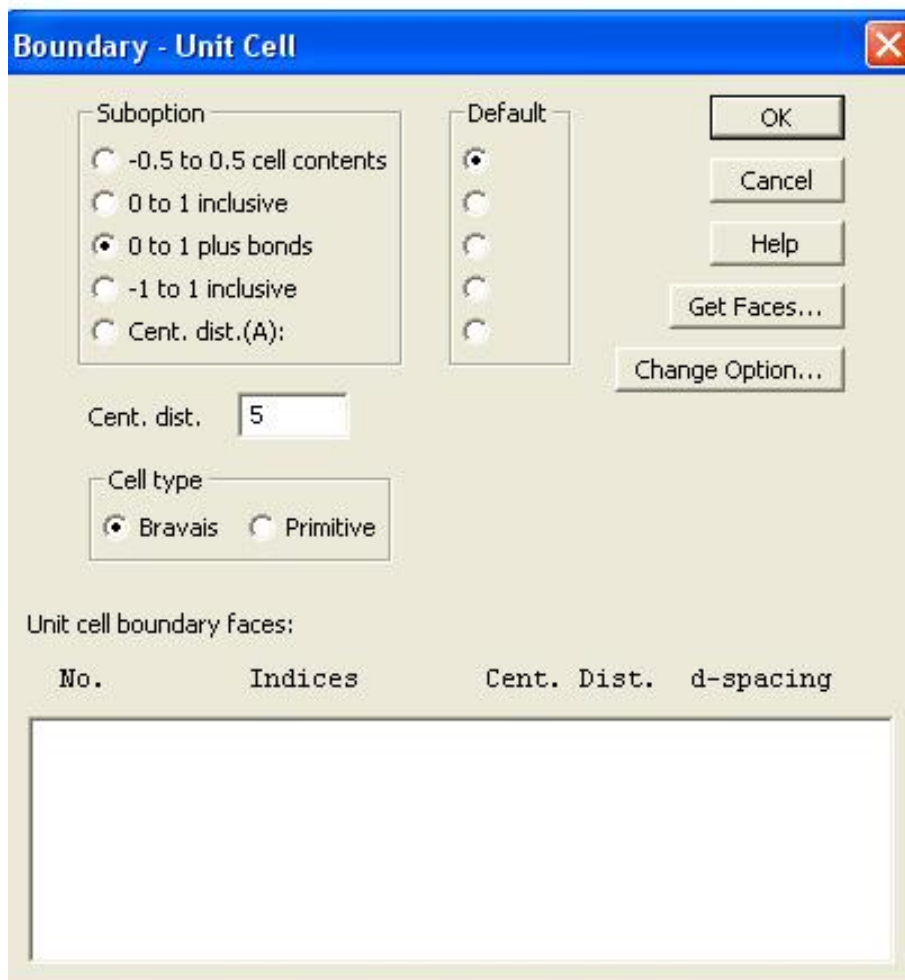 Boundary - Unit Cell
Suboption
-0.5 to 0.5 cell contents
0 to 1 inclusive
0 to 1 plus bonds
-1 to 1 inclusive
Cent. dist.(A):
Default
OK
Cancel
Help
Get Faces...
Change Option...
Cent. dist. 5
Cell type
Bravais Primitive
Unit cell boundary faces:
No. Indices Cent. Dist. d-spacing